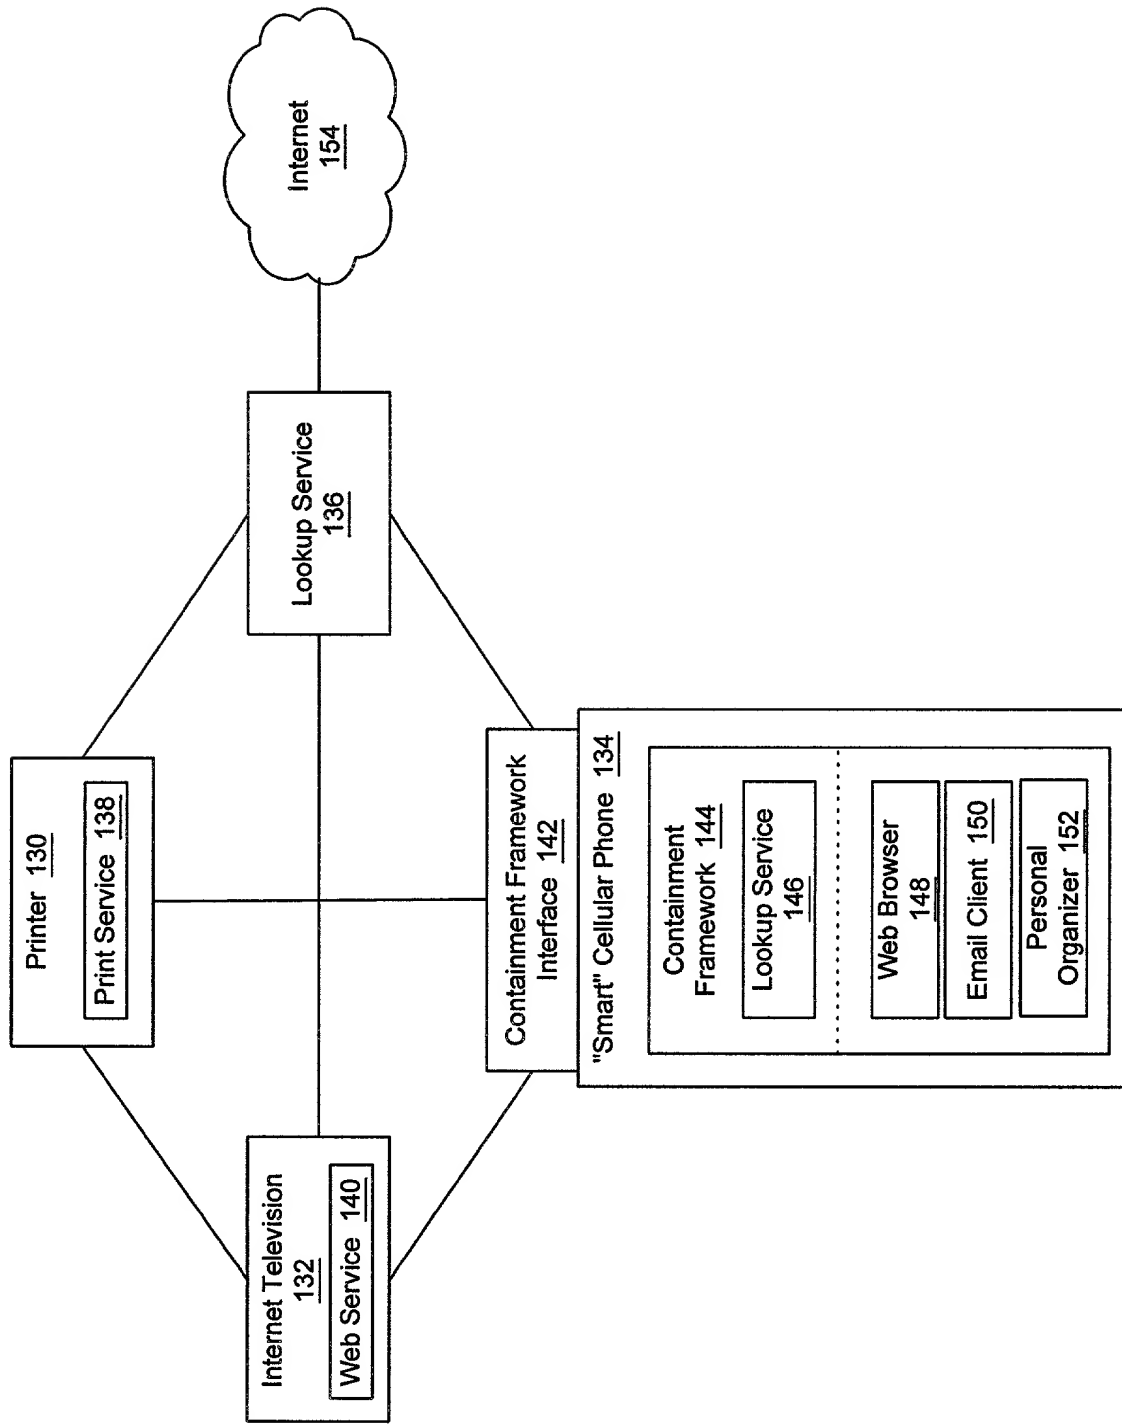 Printer 130
Print Service 138
Internet Television
132
Web Service 140
Lookup Service
136
Internet
154
Containment Framework
Interface 142
"Smart" Cellular Phone 134
Containment
Framework 144
Lookup Service
146
Web Browser
148
Email Client 150
Personal
Organizer 152